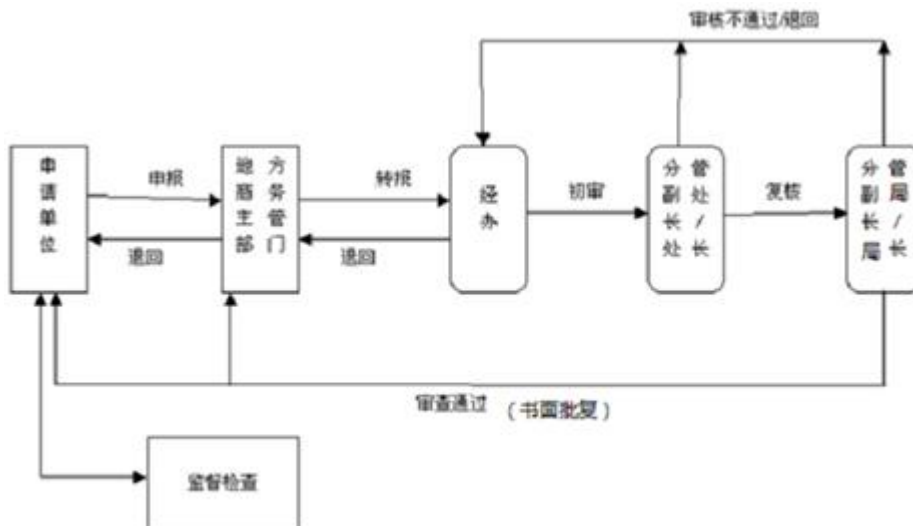 审核不通过/退回
申请单位
申报
退回
地方
商务
主管
部门
转报
退回
经办
初审
分管
副处
长/
处长
复核
分管
副局
长/
局长
审查通过
（书面批复）
监督检查